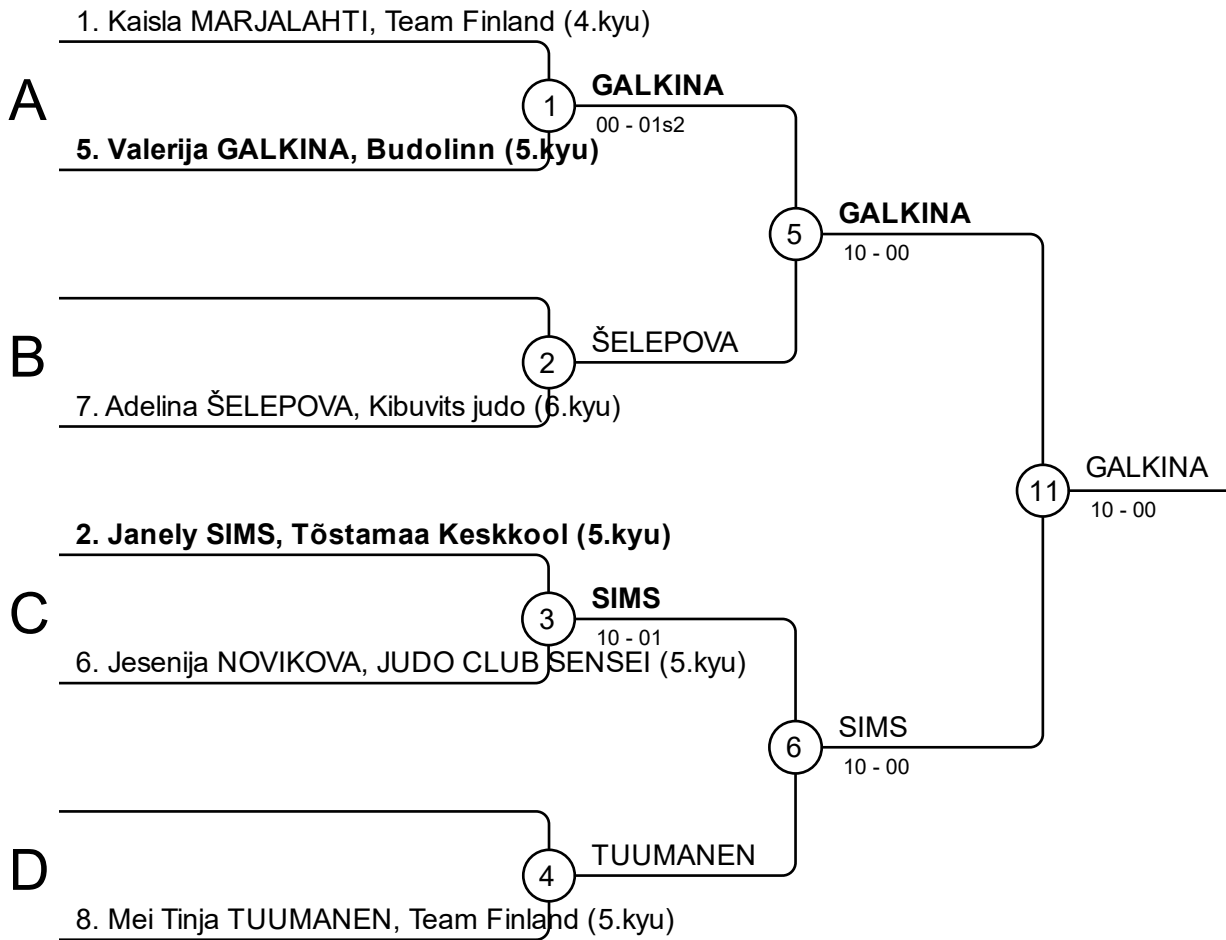 1. Kaisla MARJALAHTI, Team Finland (4.kyu)
A
1
GALKINA
00 - 01s2
5. Valerija GALKINA, Budolinn (5.kyu)
5
GALKINA
10 - 00
B
2
ŠELEPOVA
7. Adelina ŠELEPOVA, Kibuvits judo (6.kyu)
11
GALKINA
10 - 00
2. Janely SIMS, Tõstamaa Keskkool (5.kyu)
C
3
SIMS
10 - 01
6. Jesenija NOVIKOVA, JUDO CLUB SENSEI (5.kyu)
6
SIMS
10 - 00
D
4
TUUMANEN
8. Mei Tinja TUUMANEN, Team Finland (5.kyu)